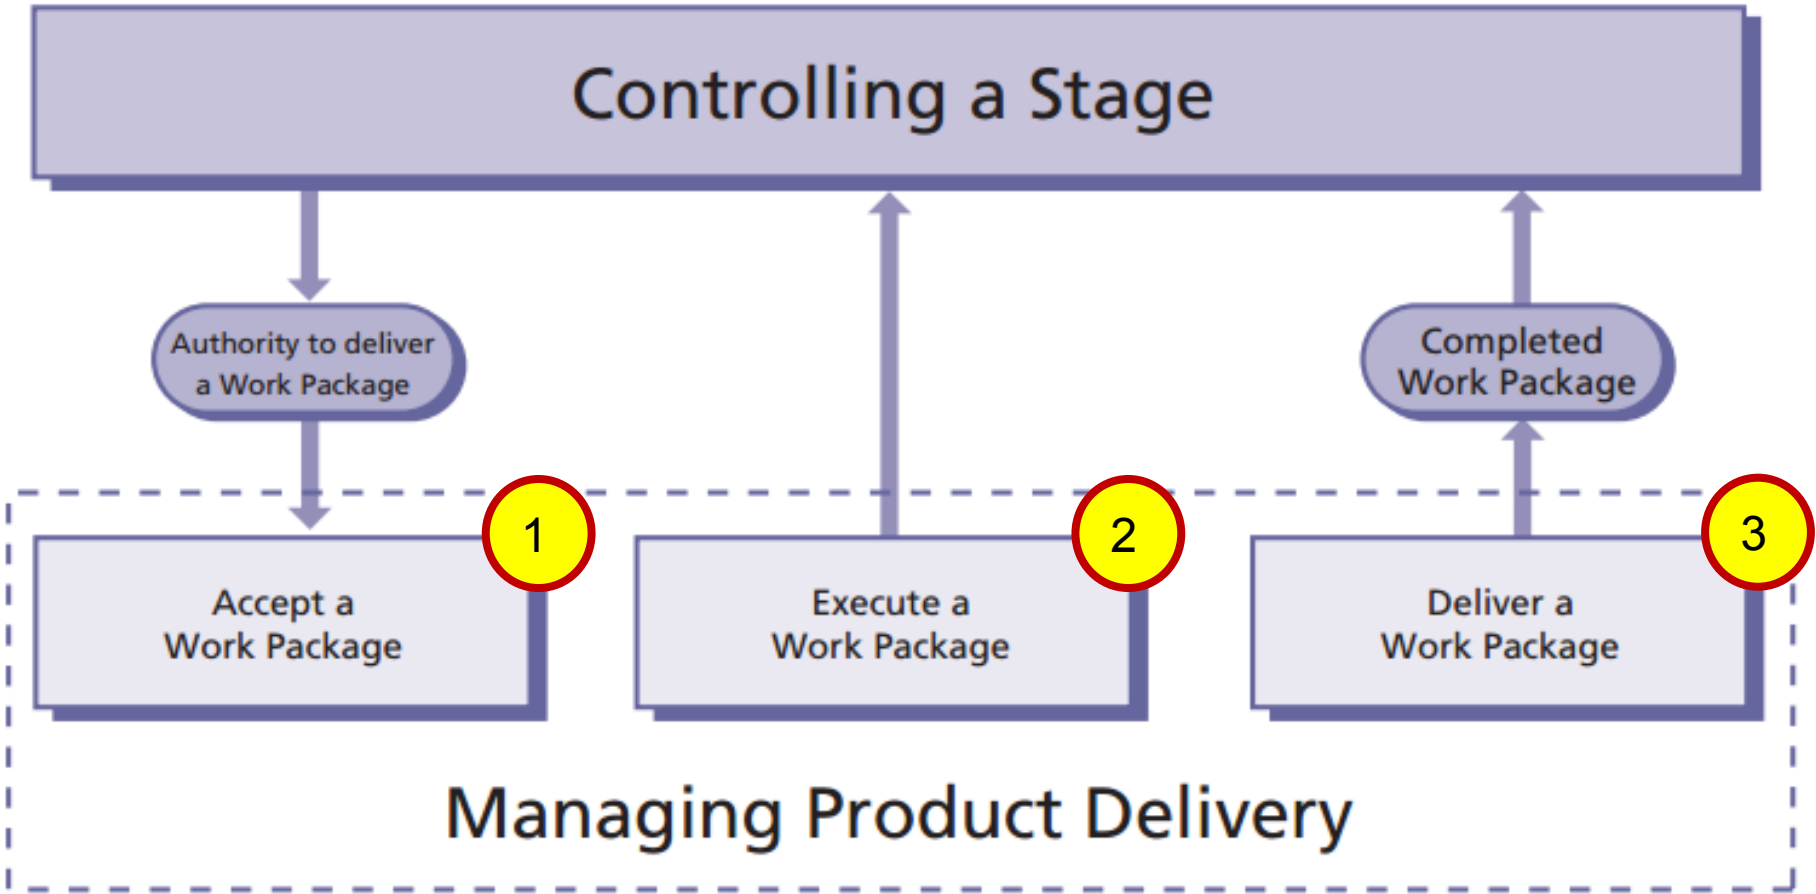 Controlling a Stage
Authority to deliver
a Work Package
Completed
Work Package
1
2
3
Accept a
Work Package
Execute a
Work Package
Deliver a
Work Package
Managing Product Delivery